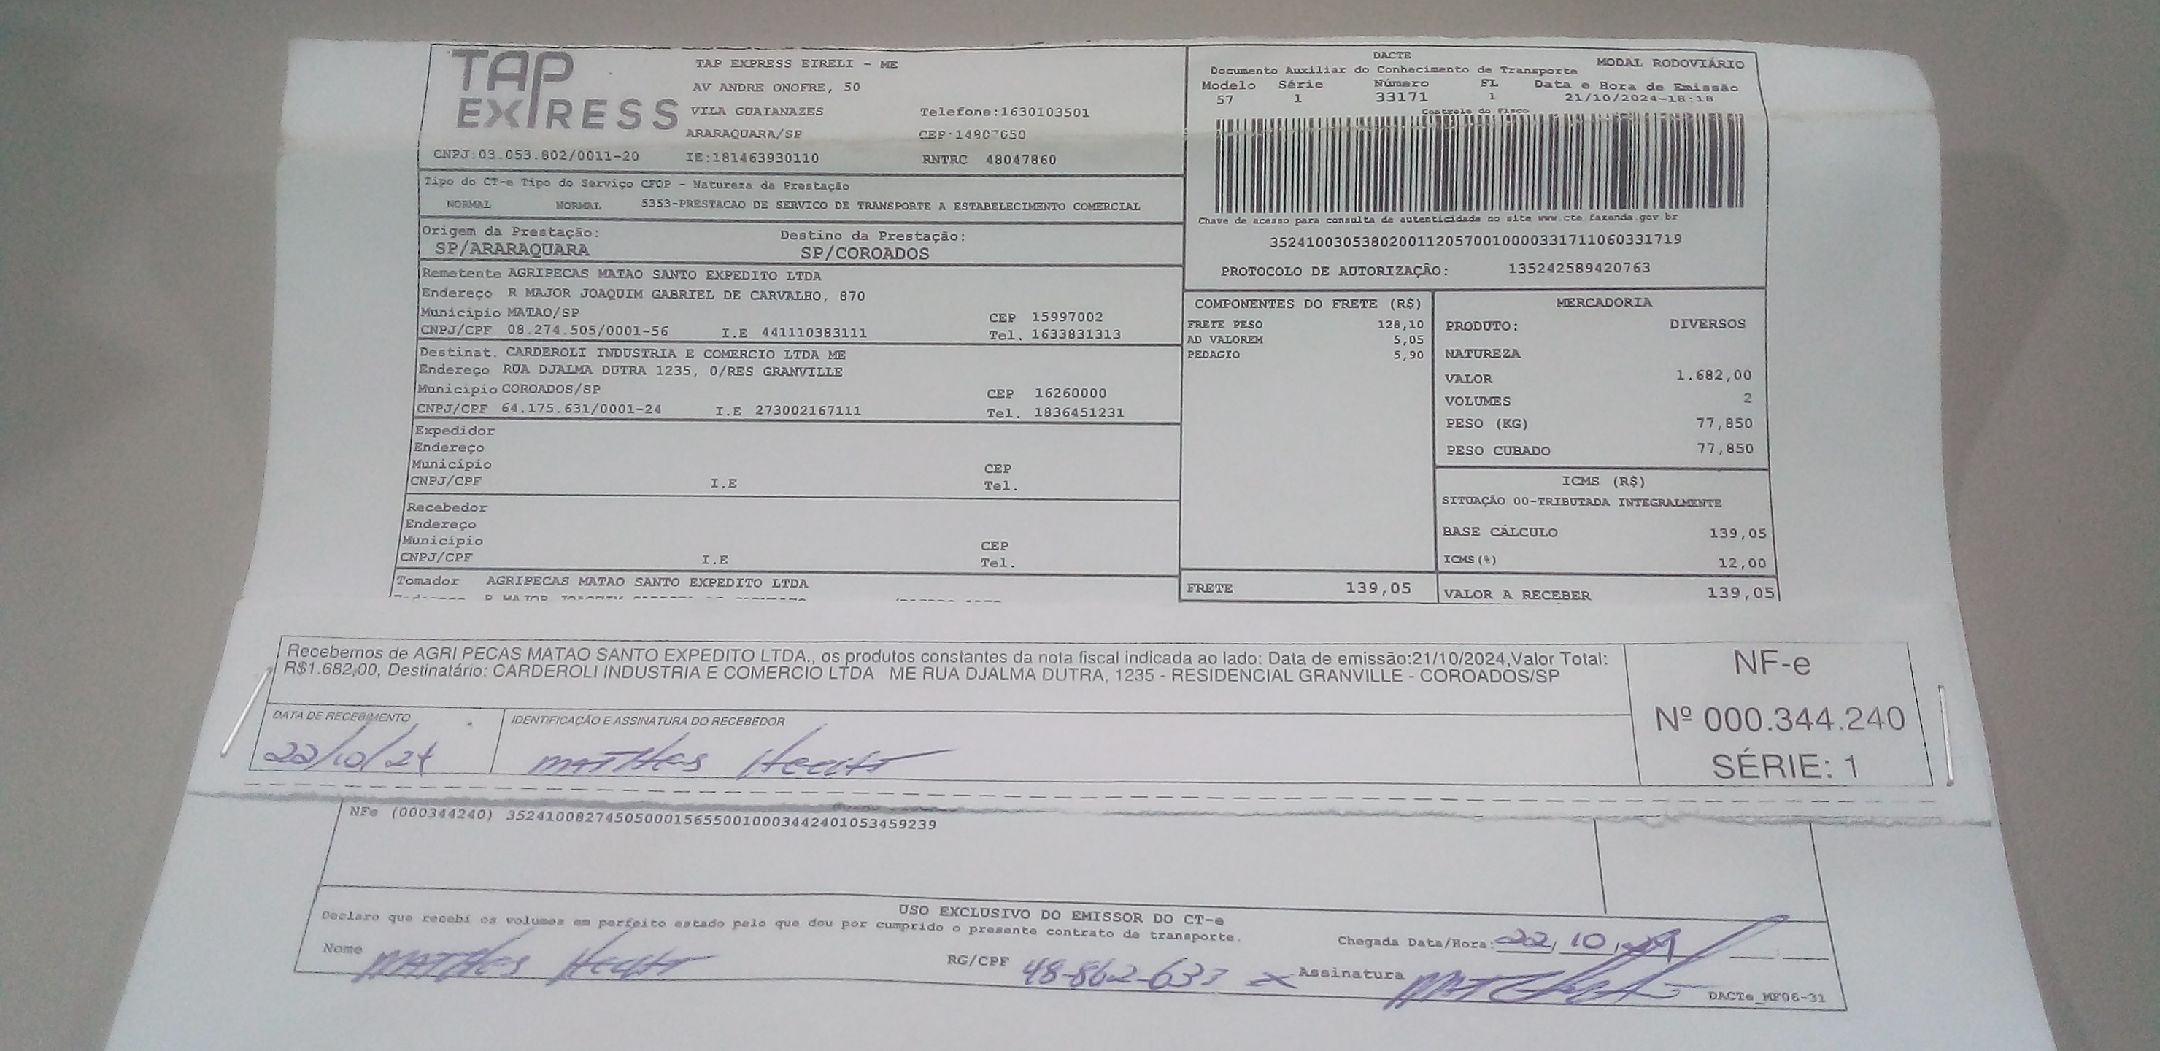 TAP EXPRESS
TAP EXPRESS EIRELI - ME
AV ANDRE ONOFRE, 50
VILA GUAIANAZES Telefone:1630103501
ARARAQUARA/SP CEP:14807050
CNPJ:03.053.802/0011-20 IE:181463930110 RNTRC 48047860
Tipo do CT-e Tipo do Serviço CFOP - Natureza da Prestação
NORMAL NORMAL 5353-PRESTACAO DE SERVICO DE TRANSPORTE A ESTABELECIMENTO COMERCIAL
Origem da Prestação: Destino da Prestação:
SP/ARARAQUARA SP/COROADOS
Remetente AGRIPECAS MATAO SANTO EXPEDITO LTDA
Endereço R MAJOR JOAQUIM GABRIEL DE CARVALHO, 870
Município MATAO/SP CEP 15997002
CNPJ/CPF 08.274.505/0001-56 I.E 441110383111 Tel. 1633831313
Destinat. CARDEROLI INDUSTRIA E COMERCIO LTDA ME
Endereço RUA DJALMA DUTRA 1235, 0/RES GRANVILLE
Município COROADOS/SP CEP 16260000
CNPJ/CPF 64.175.631/0001-24 I.E 273002167111 Tel. 1836451231
Expedidor
Endereço
Município CEP
CNPJ/CPF I.E Tel.
Recebedor
Endereço
Município CEP
CNPJ/CPF I.E Tel.
Tomador AGRIPECAS MATAO SANTO EXPEDITO LTDA
DACTE MODAL RODOVIÁRIO
Documento Auxiliar do Conhecimento de Transporte
Modelo Série Número FL Data e Hora de Emissão
57 1 33171 1 21/10/2024-18:18
Controle do Fisco
Chave de acesso para consulta de autenticidade no site www.cte.fazenda.gov.br
35241003053802001120570010000331711060331719
PROTOCOLO DE AUTORIZAÇÃO: 135242589420763
COMPONENTES DO FRETE (R$)
FRETE PESO 128,10
AD VALOREM 5,05
PEDAGIO 5,90
FRETE 139,05
MERCADORIA
PRODUTO: DIVERSOS
NATUREZA
VALOR 1.682,00
VOLUMES 2
PESO (KG) 77,850
PESO CUBADO 77,850
ICMS (R$)
SITUAÇÃO 00-TRIBUTADA INTEGRALMENTE
BASE CÁLCULO 139,05
ICMS(%) 12,00
VALOR A RECEBER 139,05
Recebemos de AGRI PECAS MATAO SANTO EXPEDITO LTDA., os produtos constantes da nota fiscal indicada ao lado: Data de emissão:21/10/2024,Valor Total:
R$1.682,00, Destinatário: CARDEROLI INDUSTRIA E COMERCIO LTDA ME RUA DJALMA DUTRA, 1235 - RESIDENCIAL GRANVILLE - COROADOS/SP
DATA DE RECEBIMENTO IDENTIFICAÇÃO E ASSINATURA DO RECEBEDOR
22/10/24
NF-e
Nº 000.344.240
SÉRIE: 1
NFe (000344240) 35241008274505000156550010003442401053459239
USO EXCLUSIVO DO EMISSOR DO CT-e
Declaro que recebi os volumes em perfeito estado pelo que dou por cumprido o presente contrato de transporte.
Nome RG/CPF 48-862-633 Chegada Data/Hora: 22/10/24
Assinatura
DACTe_MF06-31